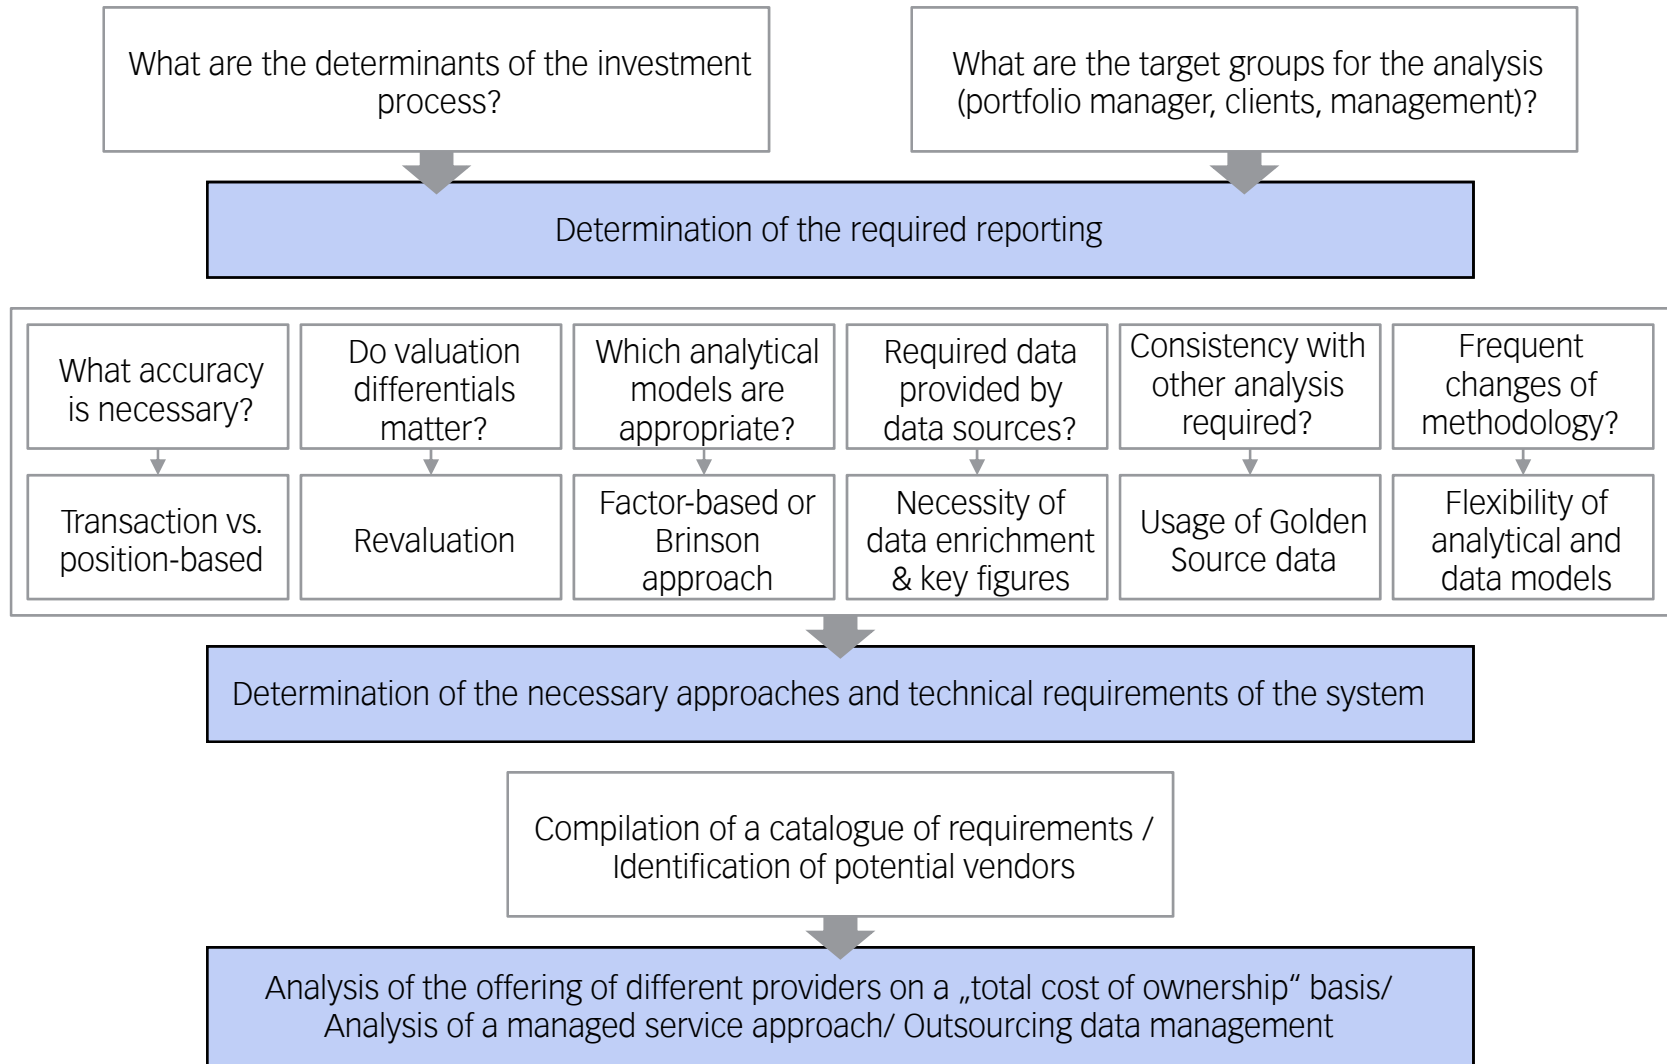 What are the determinants of the investment
process?
What are the target groups for the analysis
(portfolio manager, clients, management)?
Determination of the required reporting
What accuracy
is necessary?
Do valuation
differentials
matter?
Which analytical
models are
appropriate?
Required data
provided by
data sources?
Consistency with
other analysis
required?
Frequent
changes of
methodology?
Transaction vs.
position-based
Revaluation
Factor-based or
Brinson
approach
Necessity of
data enrichment
& key figures
Usage of Golden
Source data
Flexibility of
analytical and
data models
Determination of the necessary approaches and technical requirements of the system
Compilation of a catalogue of requirements /
Identification of potential vendors
Analysis of the offering of different providers on a „total cost of ownership“ basis/
Analysis of a managed service approach/ Outsourcing data management